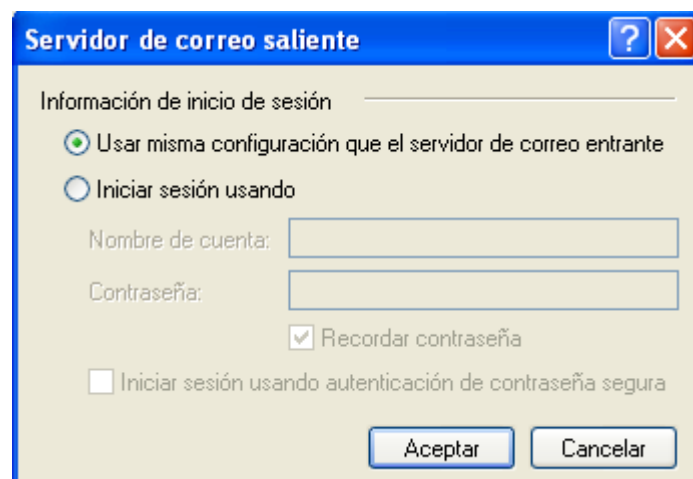 Servidor de correo saliente
Información de inicio de sesión
Usar misma configuración que el servidor de correo entrante
Iniciar sesión usando
Nombre de cuenta:
Contraseña:
Recordar contraseña
Iniciar sesión usando autenticación de contraseña segura
Aceptar Cancelar